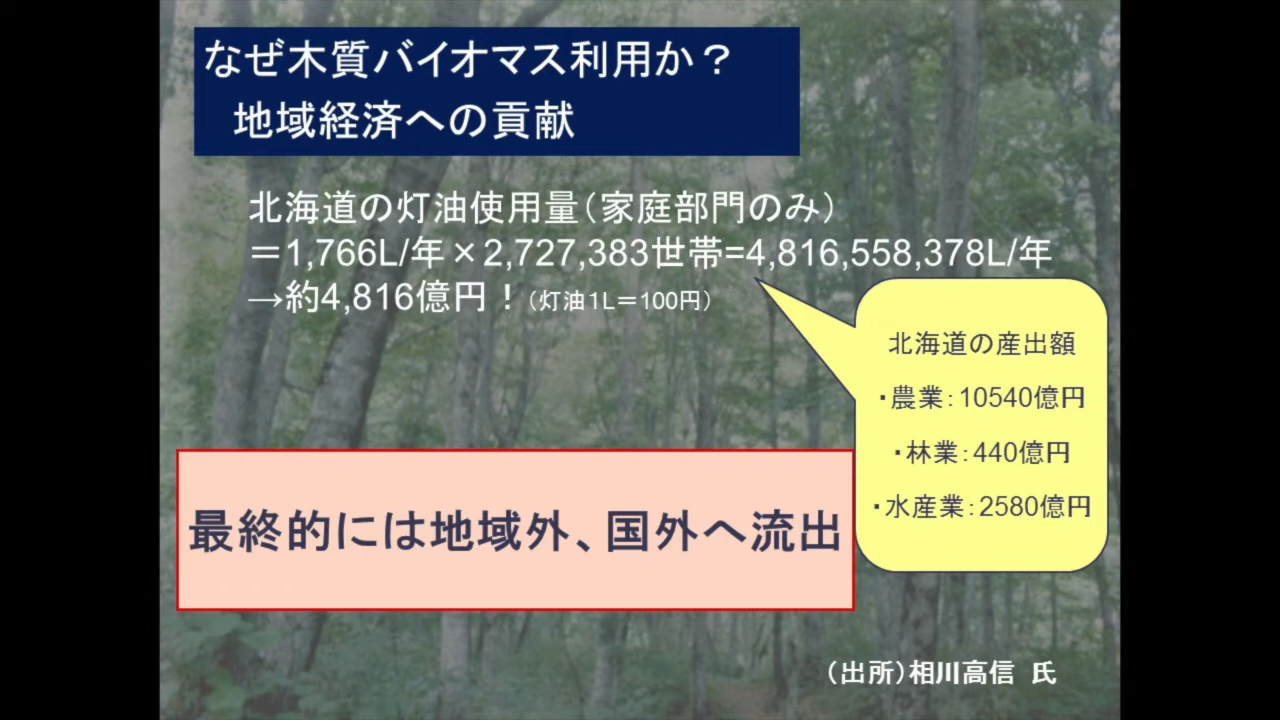 なぜ木質バイオマス利用か？
地域経済への貢献
北海道の灯油使用量（家庭部門のみ）
＝1,766L/年×2,727,383世帯=4,816,558,378L/年
→約4,816億円！（灯油1L＝100円）
北海道の産出額
・農業：10540億円
・林業：440億円
・水産業：2580億円
最終的には地域外、国外へ流出
（出所）相川高信 氏